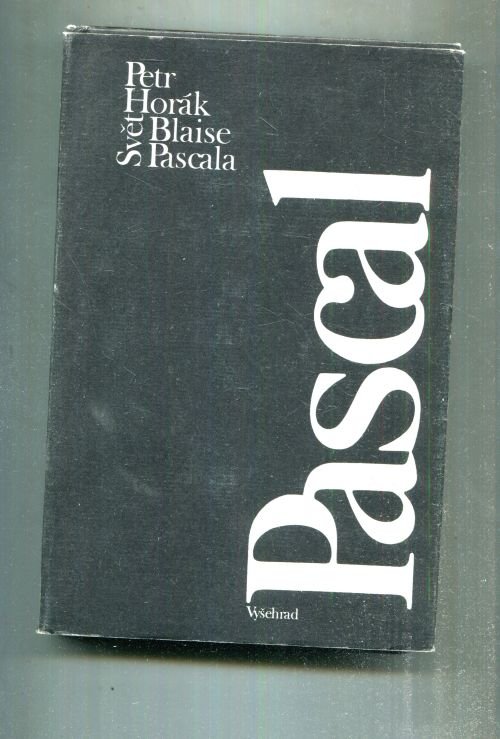 Petr
Horák
Svět
Blaise
Pascala
Pascal
Vyšehrad